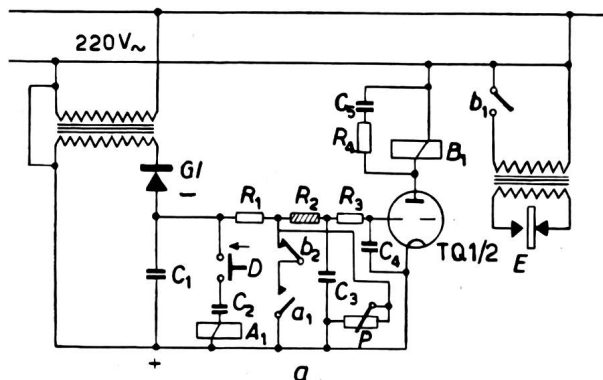 220V~
C₅
R₄
B₁
b₁
Gl
−
R₁
R₂
R₃
TQ1/2
b₂
C₄
E
D
C₁
C₂
C₃
a₁
P
A₁
+
a